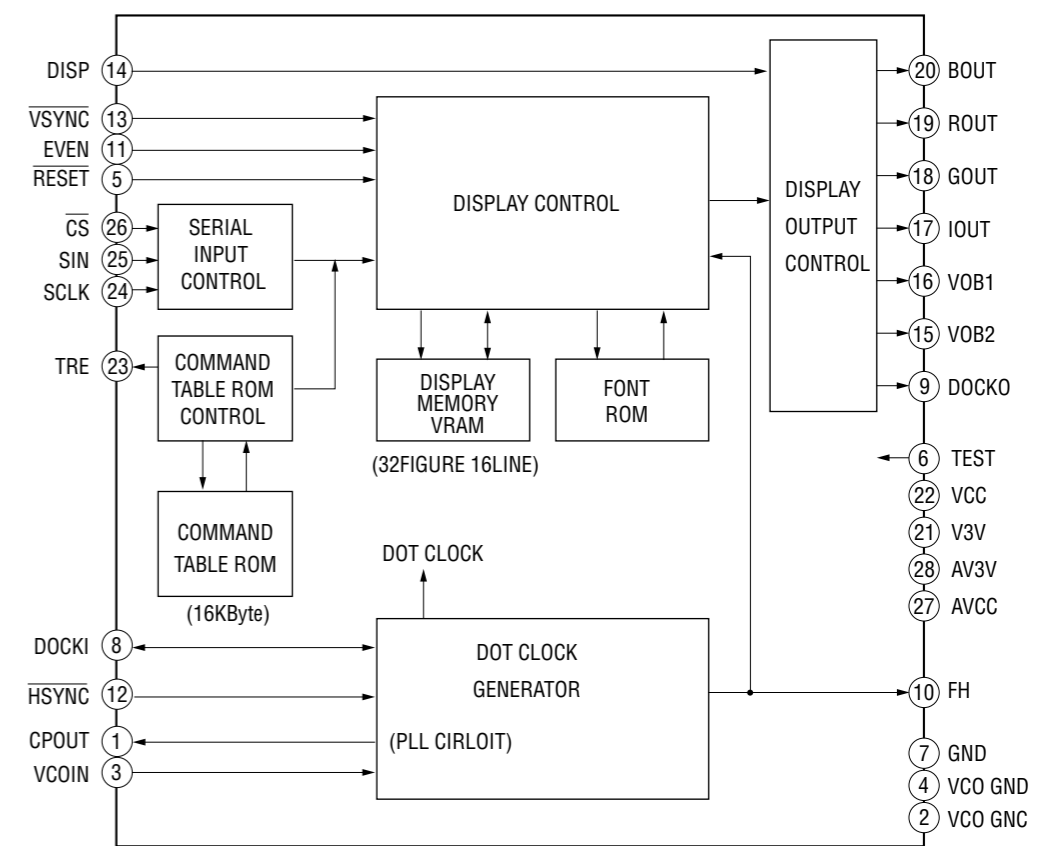 DISP 14
VSYNC 13
EVEN 11
RESET 5
CS 26
SIN 25
SCLK 24
SERIAL
INPUT
CONTROL
TRE 23
COMMAND
TABLE ROM
CONTROL
COMMAND
TABLE ROM
(16KByte)
DISPLAY CONTROL
DISPLAY
MEMORY
VRAM
(32FIGURE 16LINE)
FONT
ROM
DISPLAY
OUTPUT
CONTROL
20 BOUT
19 ROUT
18 GOUT
17 IOUT
16 VOB1
15 VOB2
9 DOCKO
6 TEST
22 VCC
21 V3V
28 AV3V
27 AVCC
DOT CLOCK
DOCKI 8
HSYNC 12
CPOUT 1
VCOIN 3
DOT CLOCK
GENERATOR
(PLL CIRLOIT)
10 FH
7 GND
4 VCO GND
2 VCO GNC